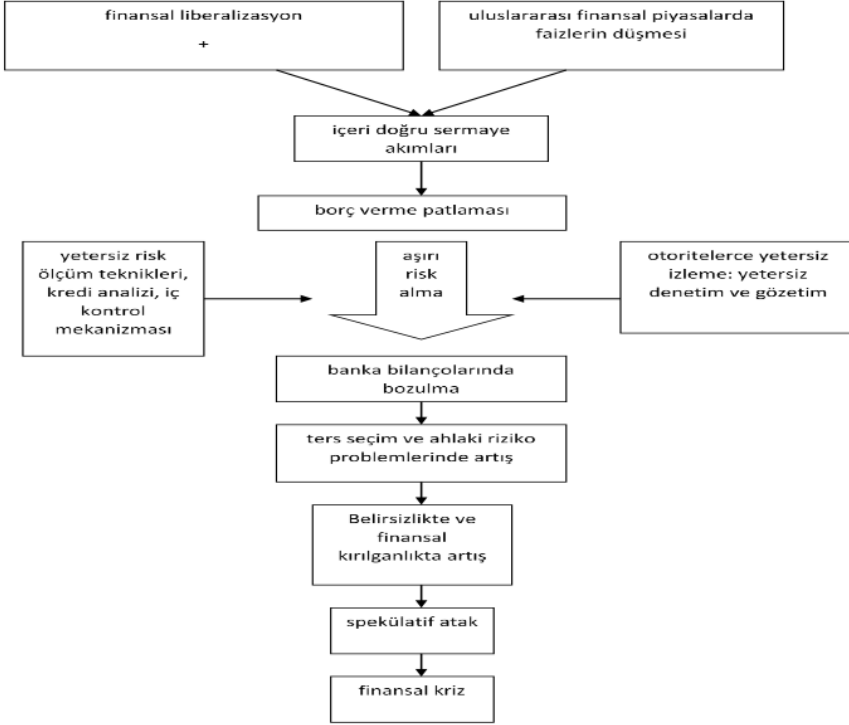 finansal liberalizasyon
+
uluslararası finansal piyasalarda
faizlerin düşmesi
içeri doğru sermaye
akımları
borç verme patlaması
yetersiz risk
ölçüm teknikleri,
kredi analizi, iç
kontrol
mekanizması
aşırı
risk
alma
otoritelerce yetersiz
izleme: yetersiz
denetim ve gözetim
banka bilançolarında
bozulma
ters seçim ve ahlaki riziko
problemlerinde artış
Belirsizlikte ve
finansal
kırılganlıkta artış
spekülatif atak
finansal kriz